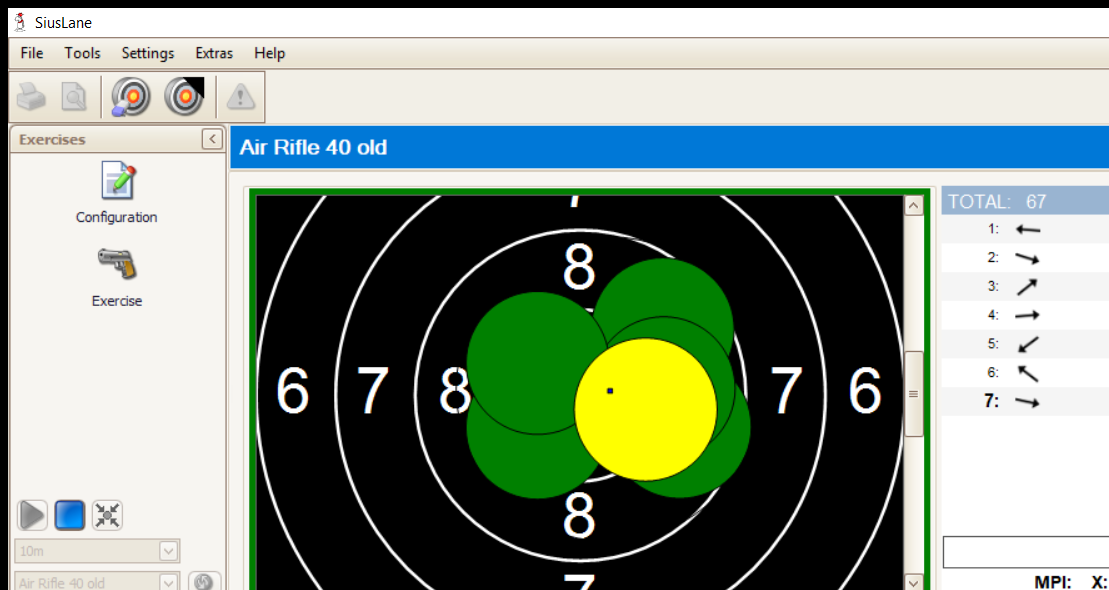 SiusLane
File Tools Settings Extras Help
Exercises
Air Rifle 40 old
Configuration
Exercise
7
8
6 7 8 7 6
8
7
TOTAL: 67
1:
2:
3:
4:
5:
6:
7:
10m
Air Rifle 40 old
MPI: X: